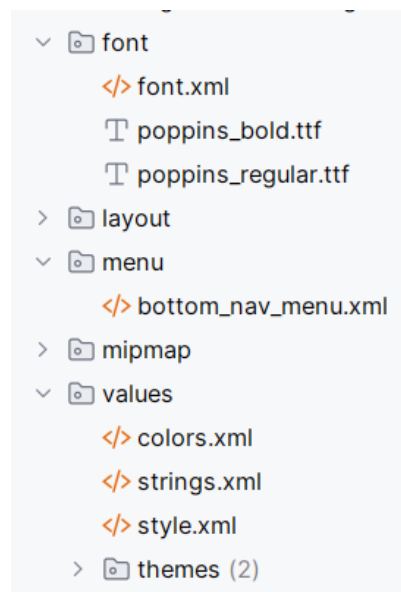 font
font.xml
poppins_bold.ttf
poppins_regular.ttf
layout
menu
bottom_nav_menu.xml
mipmap
values
colors.xml
strings.xml
style.xml
themes (2)